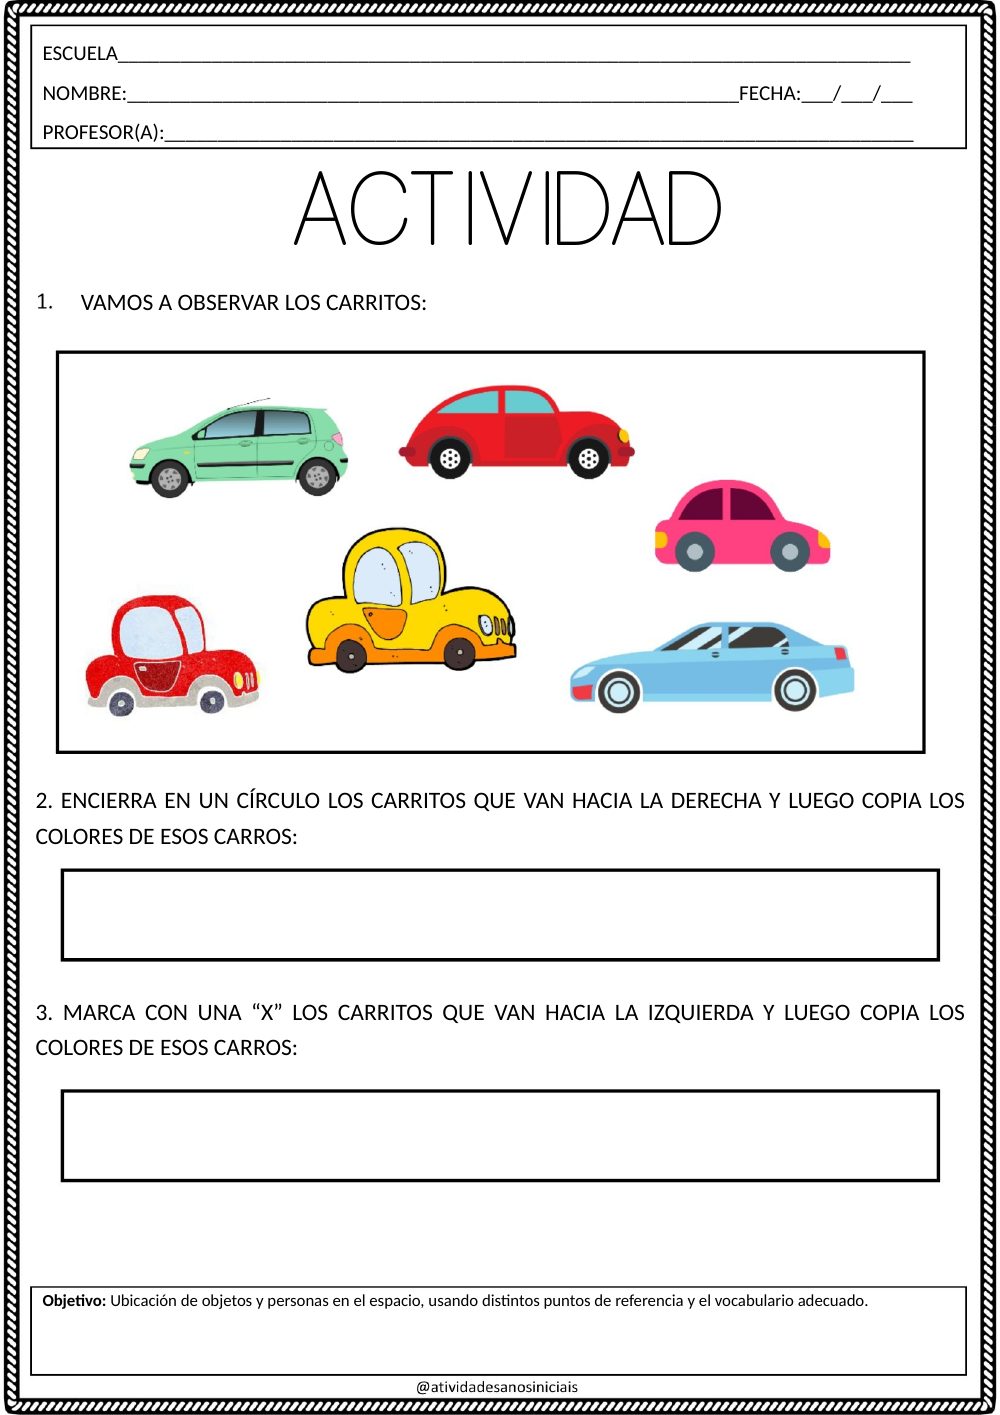 ESCUELA___________________________________________________________________________
NOMBRE:__________________________________________________________FECHA:___/___/___
PROFESOR(A):_______________________________________________________________________
ACTIVIDAD
1. VAMOS A OBSERVAR LOS CARRITOS:
2. ENCIERRA EN UN CÍRCULO LOS CARRITOS QUE VAN HACIA LA DERECHA Y LUEGO COPIA LOS
COLORES DE ESOS CARROS:
3. MARCA CON UNA “X” LOS CARRITOS QUE VAN HACIA LA IZQUIERDA Y LUEGO COPIA LOS
COLORES DE ESOS CARROS:
Objetivo: Ubicación de objetos y personas en el espacio, usando distintos puntos de referencia y el vocabulario adecuado.
@atividadesanosiniciais